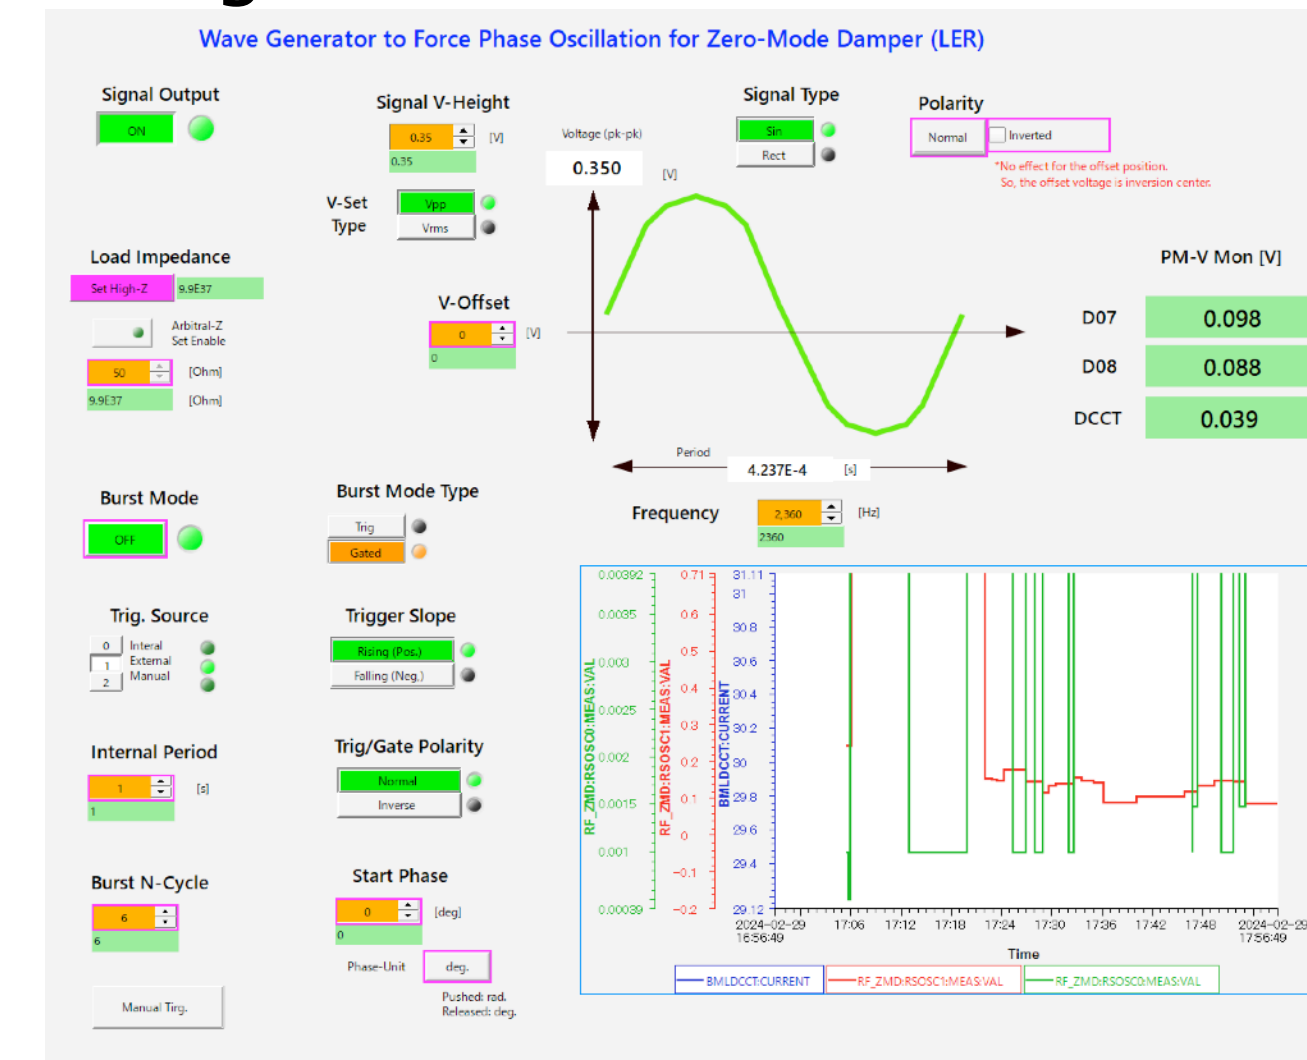 Wave Generator to Force Phase Oscillation for Zero-Mode Damper (LER)
Signal Output
ON
Signal V-Height
0.35
[V]
0.35
V-Set
Type
Vpp
Vrms
Voltage (pk-pk)
0.350
[V]
Signal Type
Sin
Rect
Polarity
Normal
Inverted
*No effect for the offset position.
So, the offset voltage is inversion center.
Load Impedance
Set High-Z
9.9E37
Arbitral-Z
Set Enable
50
[Ohm]
9.9E37
[Ohm]
V-Offset
0
[V]
0
PM-V Mon [V]
D07
0.098
D08
0.088
DCCT
0.039
Period
4.237E-4
[s]
Frequency
2,360
[Hz]
2360
Burst Mode
OFF
Burst Mode Type
Trig
Gated
Trig. Source
0
Interal
1
External
2
Manual
Trigger Slope
Rising (Pos.)
Falling (Neg.)
Internal Period
1
[s]
1
Trig/Gate Polarity
Normal
Inverse
Burst N-Cycle
6
6
Start Phase
0
[deg]
0
Phase-Unit
deg.
Pushed: rad.
Released: deg.
Manual Tirg.
RF_ZMD:RSOSC0:MEAS:VAL
0.00392
0.0035
0.003
0.0025
0.002
0.0015
0.001
0.00039
RF_ZMD:RSOSC1:MEAS:VAL
0.71
0.6
0.5
0.4
0.3
0.2
0.1
0
-0.1
-0.2
BMLDCCT:CURRENT
31.11
31
30.8
30.6
30.4
30.2
30
29.8
29.6
29.4
29.12
2024-02-29
16:56:49
17:06
17:12
17:18
17:24
17:30
17:36
17:42
17:48
2024-02-29
17:56:49
Time
BMLDCCT:CURRENT
RF_ZMD:RSOSC1:MEAS:VAL
RF_ZMD:RSOSC0:MEAS:VAL